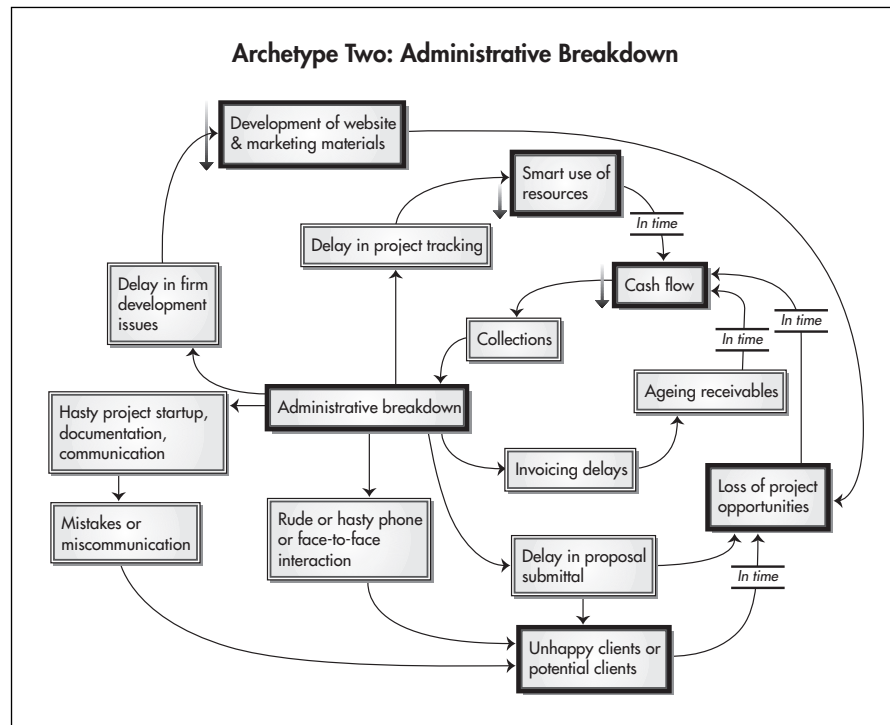 Archetype Two: Administrative Breakdown
Development of website
& marketing materials
Smart use of
resources
In time
Delay in project tracking
Delay in firm
development
issues
Cash flow
In time
Collections
In time
Ageing receivables
Hasty project startup,
documentation,
communication
Administrative breakdown
Invoicing delays
Loss of project
opportunities
Mistakes or
miscommunication
Rude or hasty phone
or face-to-face
interaction
Delay in proposal
submittal
In time
Unhappy clients or
potential clients